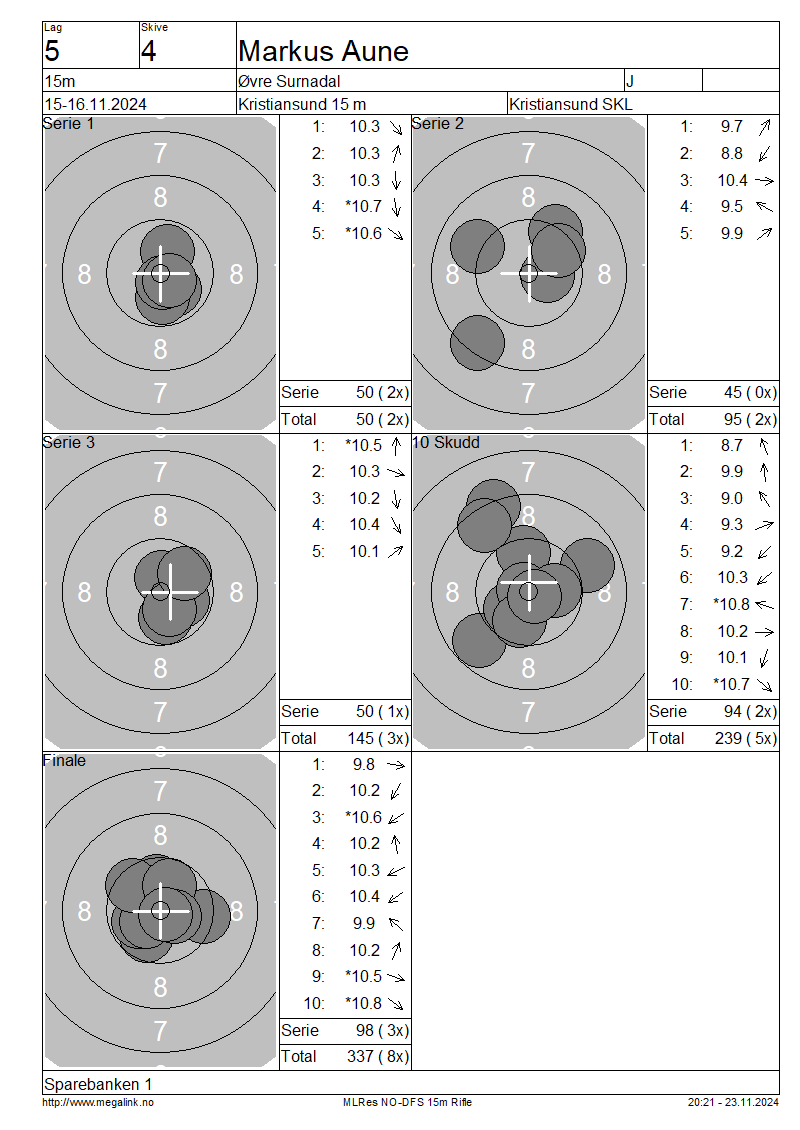 Lag
Skive
5
4
Markus Aune
15m
Øvre Surnadal
J
15-16.11.2024
Kristiansund 15 m
Kristiansund SKL
Serie 1
7
8
8
8
8
7
1: 10.3
2: 10.3
3: 10.3
4: *10.7
5: *10.6
Serie 50 ( 2x)
Total 50 ( 2x)
Serie 2
7
8
8
8
8
7
1: 9.7
2: 8.8
3: 10.4
4: 9.5
5: 9.9
Serie 45 ( 0x)
Total 95 ( 2x)
Serie 3
7
8
8
8
8
7
1: *10.5
2: 10.3
3: 10.2
4: 10.4
5: 10.1
Serie 50 ( 1x)
Total 145 ( 3x)
10 Skudd
7
8
8
8
8
7
1: 8.7
2: 9.9
3: 9.0
4: 9.3
5: 9.2
6: 10.3
7: *10.8
8: 10.2
9: 10.1
10: *10.7
Serie 94 ( 2x)
Total 239 ( 5x)
Finale
7
8
8
8
8
7
1: 9.8
2: 10.2
3: *10.6
4: 10.2
5: 10.3
6: 10.4
7: 9.9
8: 10.2
9: *10.5
10: *10.8
Serie 98 ( 3x)
Total 337 ( 8x)
Sparebanken 1
http://www.megalink.no
MLRes NO-DFS 15m Rifle
20:21 - 23.11.2024